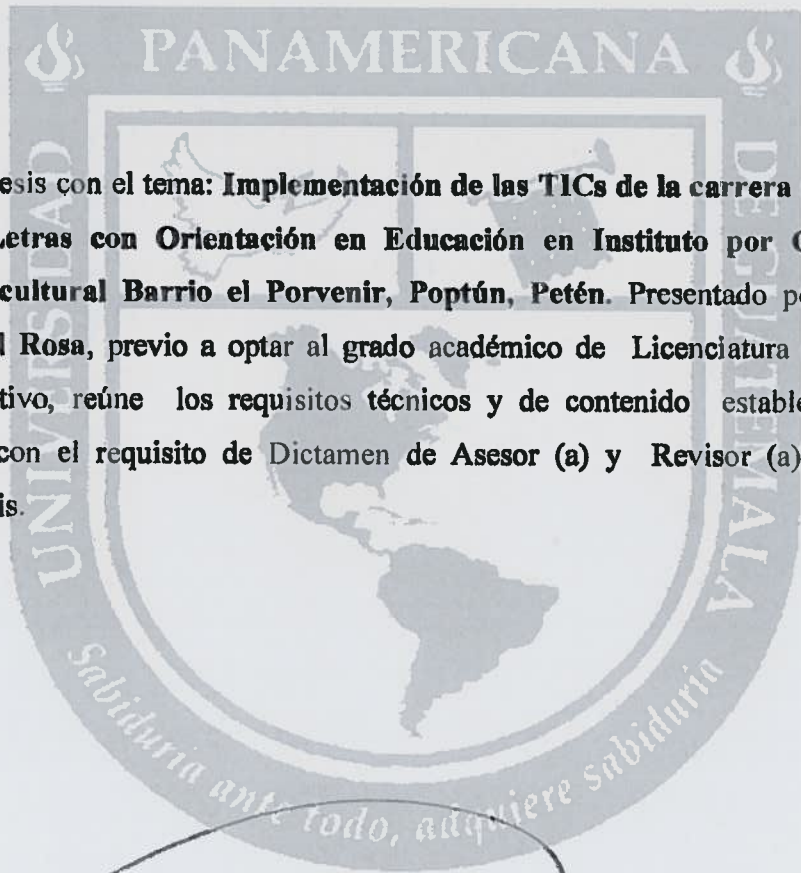 PANAMERICANA
UNIVERSIDAD
DE GUATEMALA
esis con el tema: Implementación de las TICs de la carrera
Letras con Orientación en Educación en Instituto por
cultural Barrio el Porvenir, Poptún, Petén. Presentado
l Rosa, previo a optar al grado académico de Licenciatura
tivo, reúne los requisitos técnicos y de contenido
con el requisito de Dictamen de Asesor (a) y Revisor (a)
is.
Sabiduría ante todo, adquiere sabiduría